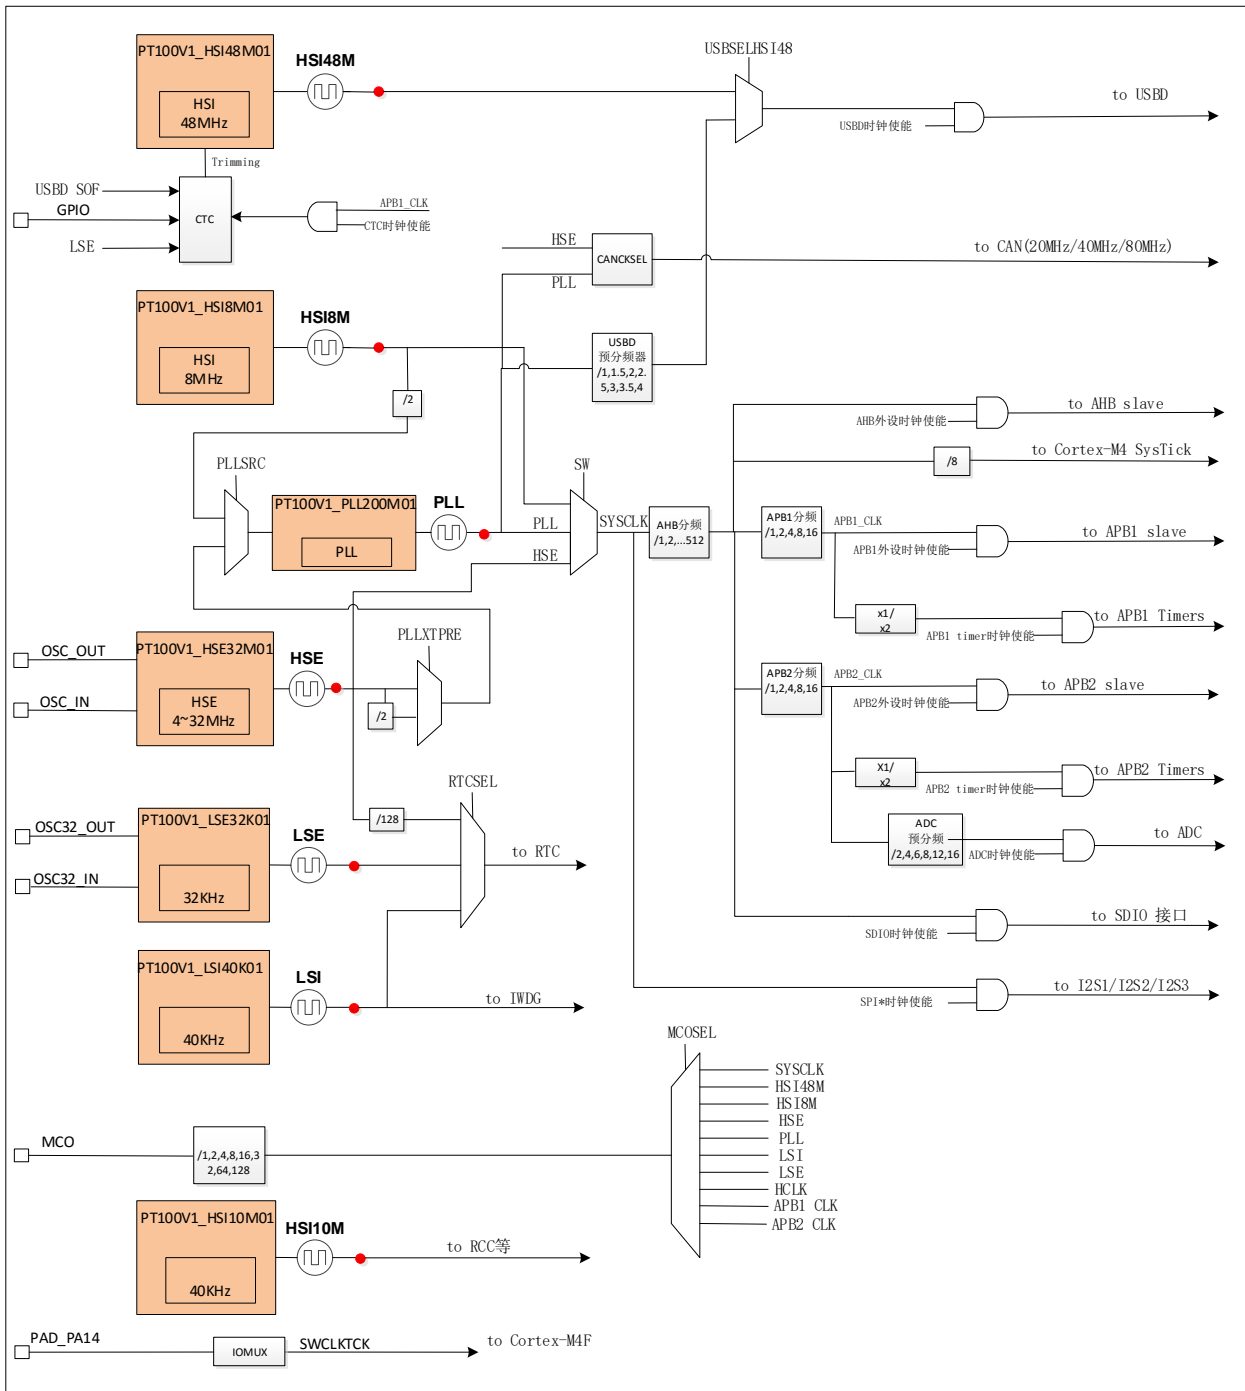 PT100V1_HSI48M01
HSI48M
HSI
48MHz
USBSELHSI48
to USBD
USBD时钟使能
Trimming
USBD SOF
GPIO
LSE
CTC
APB1_CLK
CTC时钟使能
HSE
PLL
CANCKSEL
to CAN(20MHz/40MHz/80MHz)
PT100V1_HSI8M01
HSI8M
HSI
8MHz
/2
USBD
预分频器
/1,1.5,2,2.
5,3,3.5,4
to AHB slave
AHB外设时钟使能
/8
to Cortex-M4 SysTick
PLLSRC
PT100V1_PLL200M01
PLL
PLL
SW
PLL
HSE
SYSCLK
AHB分频
/1,2,…512
APB1分频
/1,2,4,8,16
APB1_CLK
APB1外设时钟使能
to APB1 slave
x1/
x2
APB1 timer时钟使能
to APB1 Timers
OSC_OUT
OSC_IN
PT100V1_HSE32M01
HSE
HSE
4~32MHz
PLLXTPRE
/2
APB2分频
/1,2,4,8,16
APB2_CLK
APB2外设时钟使能
to APB2 slave
X1/
x2
APB2 timer时钟使能
to APB2 Timers
ADC
预分频
/2,4,6,8,12,16
ADC时钟使能
to ADC
OSC32_OUT
OSC32_IN
PT100V1_LSE32K01
LSE
32KHz
RTCSEL
/128
to RTC
SDIO时钟使能
to SDIO 接口
PT100V1_LSI40K01
LSI
40KHz
to IWDG
SPI*时钟使能
to I2S1/I2S2/I2S3
MCOSEL
SYSCLK
HSI48M
HSI8M
HSE
PLL
LSI
LSE
HCLK
APB1 CLK
APB2 CLK
MCO
/1,2,4,8,16,3
2,64,128
PT100V1_HSI10M01
HSI10M
40KHz
to RCC等
PAD_PA14
IOMUX
SWCLKTCK
to Cortex-M4F